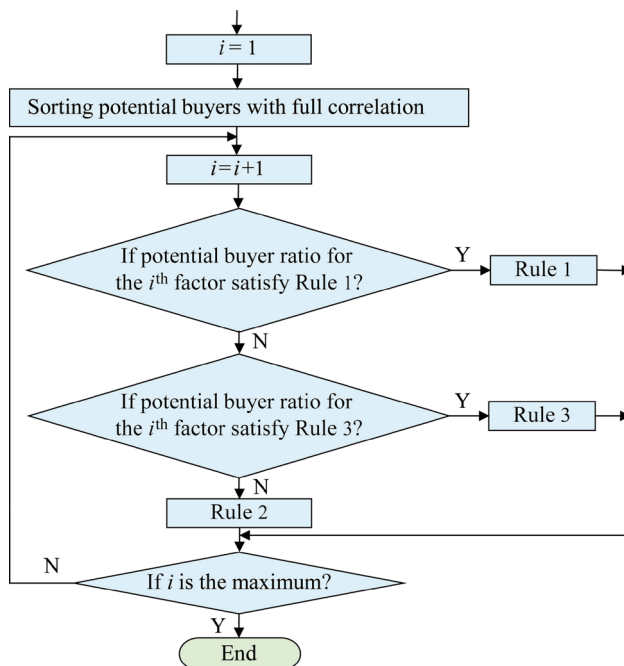 i = 1
Sorting potential buyers with full correlation
i=i+1
If potential buyer ratio for
the ith factor satisfy Rule 1?
Y
Rule 1
N
If potential buyer ratio for
the ith factor satisfy Rule 3?
Y
Rule 3
N
Rule 2
N
If i is the maximum?
Y
End